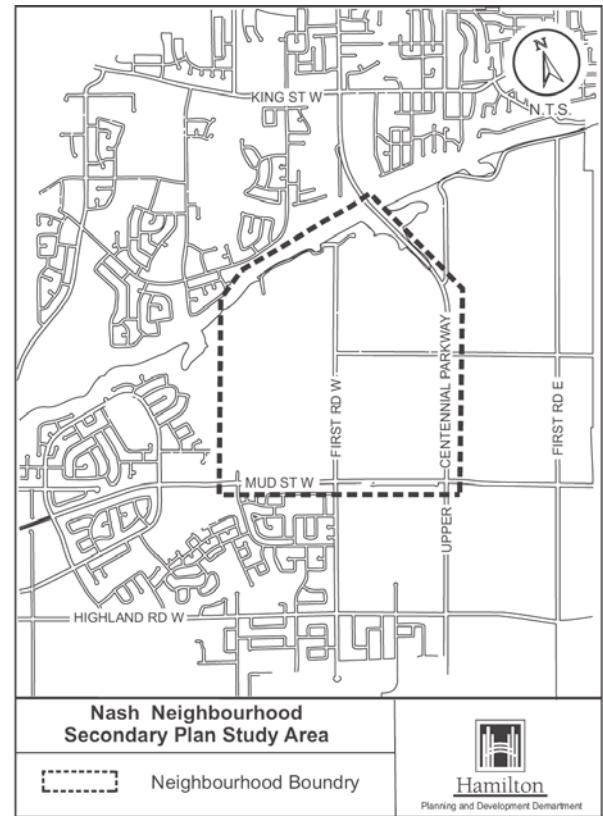 N
N.T.S.
KING ST W
FIRST RD W
UPPER CENTENNIAL PARKWAY
FIRST RD E
MUD ST W
HIGHLAND RD W
Nash Neighbourhood
Secondary Plan Study Area
Neighbourhood Boundry
Hamilton
Planning and Development Demartment